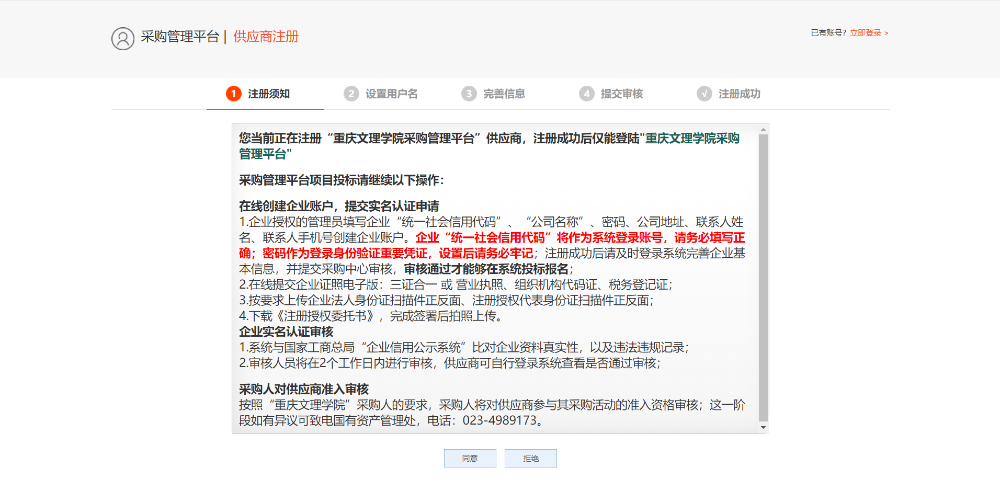 采购管理平台 | 供应商注册
已有账号？立即登录 >
1 注册须知
2 设置用户名
3 完善信息
4 提交审核
√ 注册成功
您当前正在注册“重庆文理学院采购管理平台”供应商，注册成功后仅能登陆"重庆文理学院采购
管理平台"
采购管理平台项目投标请继续以下操作：
在线创建企业账户，提交实名认证申请
1.企业授权的管理员填写企业“统一社会信用代码”、“公司名称”、密码、公司地址、联系人姓
名、联系人手机号创建企业账户。企业“统一社会信用代码”将作为系统登录账号，请务必填写正
确；密码作为登录身份验证重要凭证，设置后请务必牢记；注册成功后请及时登录系统完善企业基
本信息，并提交采购中心审核，审核通过才能够在系统投标报名；
2.在线提交企业证照电子版：三证合一 或 营业执照、组织机构代码证、税务登记证；
3.按要求上传企业法人身份证扫描件正反面、注册授权代表身份证扫描件正反面；
4.下载《注册授权委托书》，完成签署后拍照上传。
企业实名认证审核
1.系统与国家工商总局“企业信用公示系统”比对企业资料真实性，以及违法违规记录；
2.审核人员将在2个工作日内进行审核，供应商可自行登录系统查看是否通过审核；
采购人对供应商准入审核
按照“重庆文理学院”采购人的要求，采购人将对供应商参与其采购活动的准入资格审核；这一阶
段如有异议可致电国有资产管理处，电话：023-4989173。
同意
拒绝